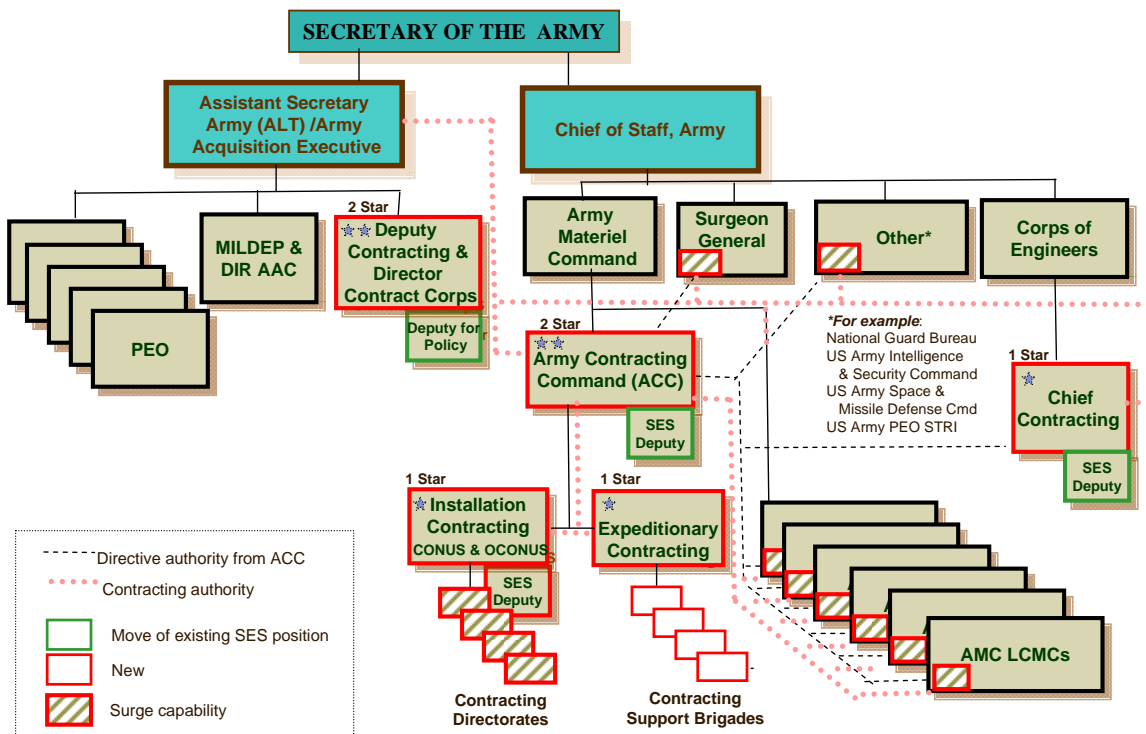 SECRETARY OF THE ARMY
Assistant Secretary
Army (ALT) /Army
Acquisition Executive
Chief of Staff, Army
PEO
MILDEP &
DIR AAC
2 Star
Deputy
Contracting &
Director
Contract Corps
Deputy for
Policy
Army
Materiel
Command
Surgeon
General
Other*
Corps of
Engineers
*For example:
National Guard Bureau
US Army Intelligence
& Security Command
US Army Space &
Missile Defense Cmd
US Army PEO STRI
2 Star
Army Contracting
Command (ACC)
SES
Deputy
1 Star
Chief
Contracting
SES
Deputy
1 Star
Installation
Contracting
CONUS & OCONUS
SES
Deputy
1 Star
Expeditionary
Contracting
AMC LCMCs
Contracting
Directorates
Contracting
Support Brigades
Directive authority from ACC
Contracting authority
Move of existing SES position
New
Surge capability